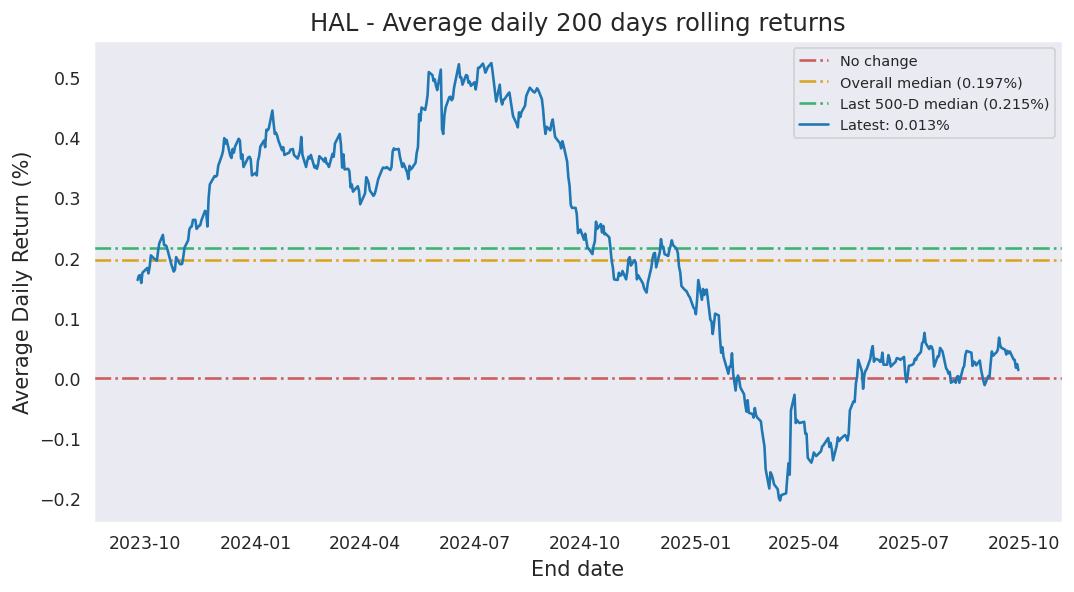 HAL - Average daily 200 days rolling returns
No change
Overall median (0.197%)
Last 500-D median (0.215%)
Latest: 0.013%
Average Daily Return (%)
0.5
0.4
0.3
0.2
0.1
0.0
−0.1
−0.2
2023-10 2024-01 2024-04 2024-07 2024-10 2025-01 2025-04 2025-07 2025-10
End date